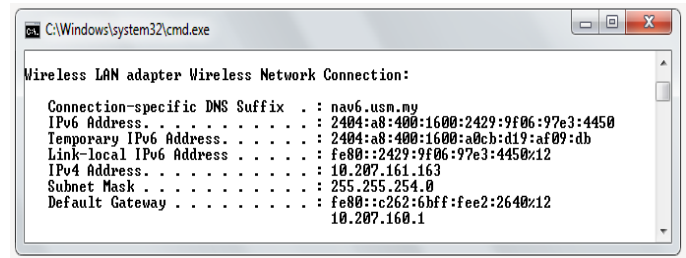 C:\Windows\system32\cmd.exe
Wireless LAN adapter Wireless Network Connection:
Connection-specific DNS Suffix . : nav6.usm.my
IPv6 Address. . . . . . . . . . . : 2404:a8:400:1600:2429:9f06:97e3:4450
Temporary IPv6 Address. . . . . . : 2404:a8:400:1600:a0cb:d19:af09:db
Link-local IPv6 Address . . . . . : fe80::2429:9f06:97e3:4450%12
IPv4 Address. . . . . . . . . . . : 10.207.161.163
Subnet Mask . . . . . . . . . . . : 255.255.254.0
Default Gateway . . . . . . . . . : fe80::c262:6bff:fee2:2640%12
10.207.160.1